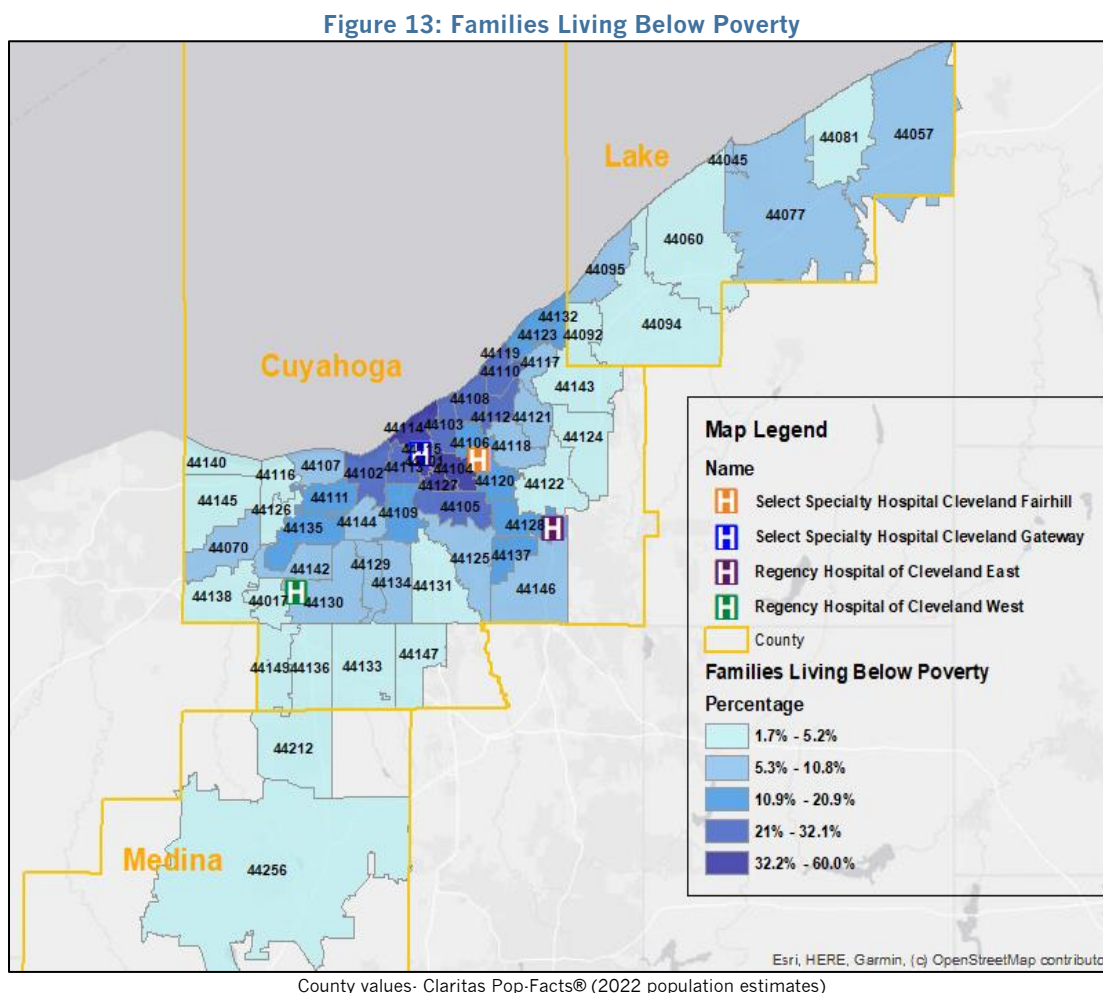 Figure 13: Families Living Below Poverty
Lake
44081
44057
44045
44077
44060
44095
44132
44092
44094
44123
Cuyahoga
44119
44117
44110
44143
44108
44103
44112
44121
44114
44124
44106
44118
44140
44116
44107
44102
44113
44104
44122
44145
44126
44111
44127
44120
44109
44105
44135
44144
44128
44070
44142
44129
44125
44137
44134
44131
44138
44017
44130
44146
44149
44136
44133
44147
44212
Medina
44256
Map Legend
Name
H Select Specialty Hospital Cleveland Fairhill
H Select Specialty Hospital Cleveland Gateway
H Regency Hospital of Cleveland East
H Regency Hospital of Cleveland West
County
Families Living Below Poverty
Percentage
1.7% - 5.2%
5.3% - 10.8%
10.9% - 20.9%
21% - 32.1%
32.2% - 60.0%
Esri, HERE, Garmin, (c) OpenStreetMap contributo
County values- Claritas Pop-Facts® (2022 population estimates)